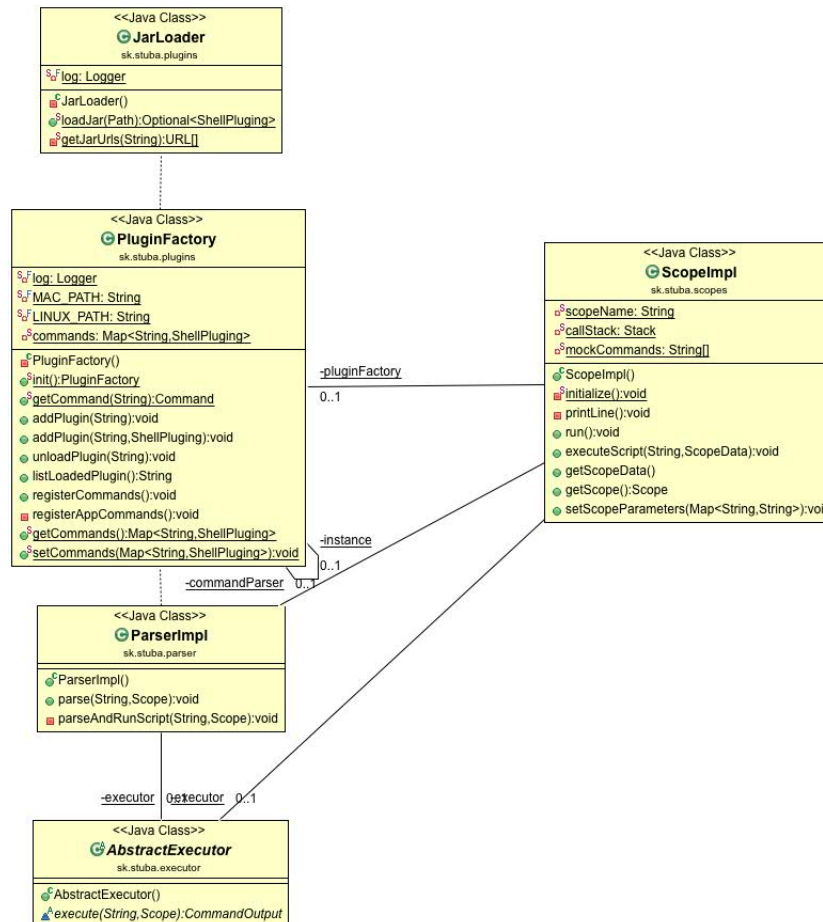 <<Java Class>>
JarLoader
sk.stuba.plugins
log: Logger
JarLoader()
loadJar(Path):Optional<ShellPluging>
getJarUrls(String):URL[]
<<Java Class>>
PluginFactory
sk.stuba.plugins
log: Logger
MAC_PATH: String
LINUX_PATH: String
commands: Map<String,ShellPluging>
PluginFactory()
init():PluginFactory
getCommand(String):Command
addPlugin(String):void
addPlugin(String,ShellPluging):void
unloadPlugin(String):void
listLoadedPlugin():String
registerCommands():void
registerAppCommands():void
getCommands():Map<String,ShellPluging>
setCommands(Map<String,ShellPluging>):void
-pluginFactory
0..1
<<Java Class>>
ScopeImpl
sk.stuba.scopes
scopeName: String
callStack: Stack
mockCommands: String[]
ScopeImpl()
initialize():void
printLine():void
run():void
executeScript(String,ScopeData):void
getScopeData()
getScope():Scope
setScopeParameters(Map<String,String>):voi
-instance
0..1
-commandParser 0..1
<<Java Class>>
ParserImpl
sk.stuba.parser
ParserImpl()
parse(String,Scope):void
parseAndRunScript(String,Scope):void
-executor 0..1
-executor 0..1
<<Java Class>>
AbstractExecutor
sk.stuba.executor
AbstractExecutor()
execute(String,Scope):CommandOutput